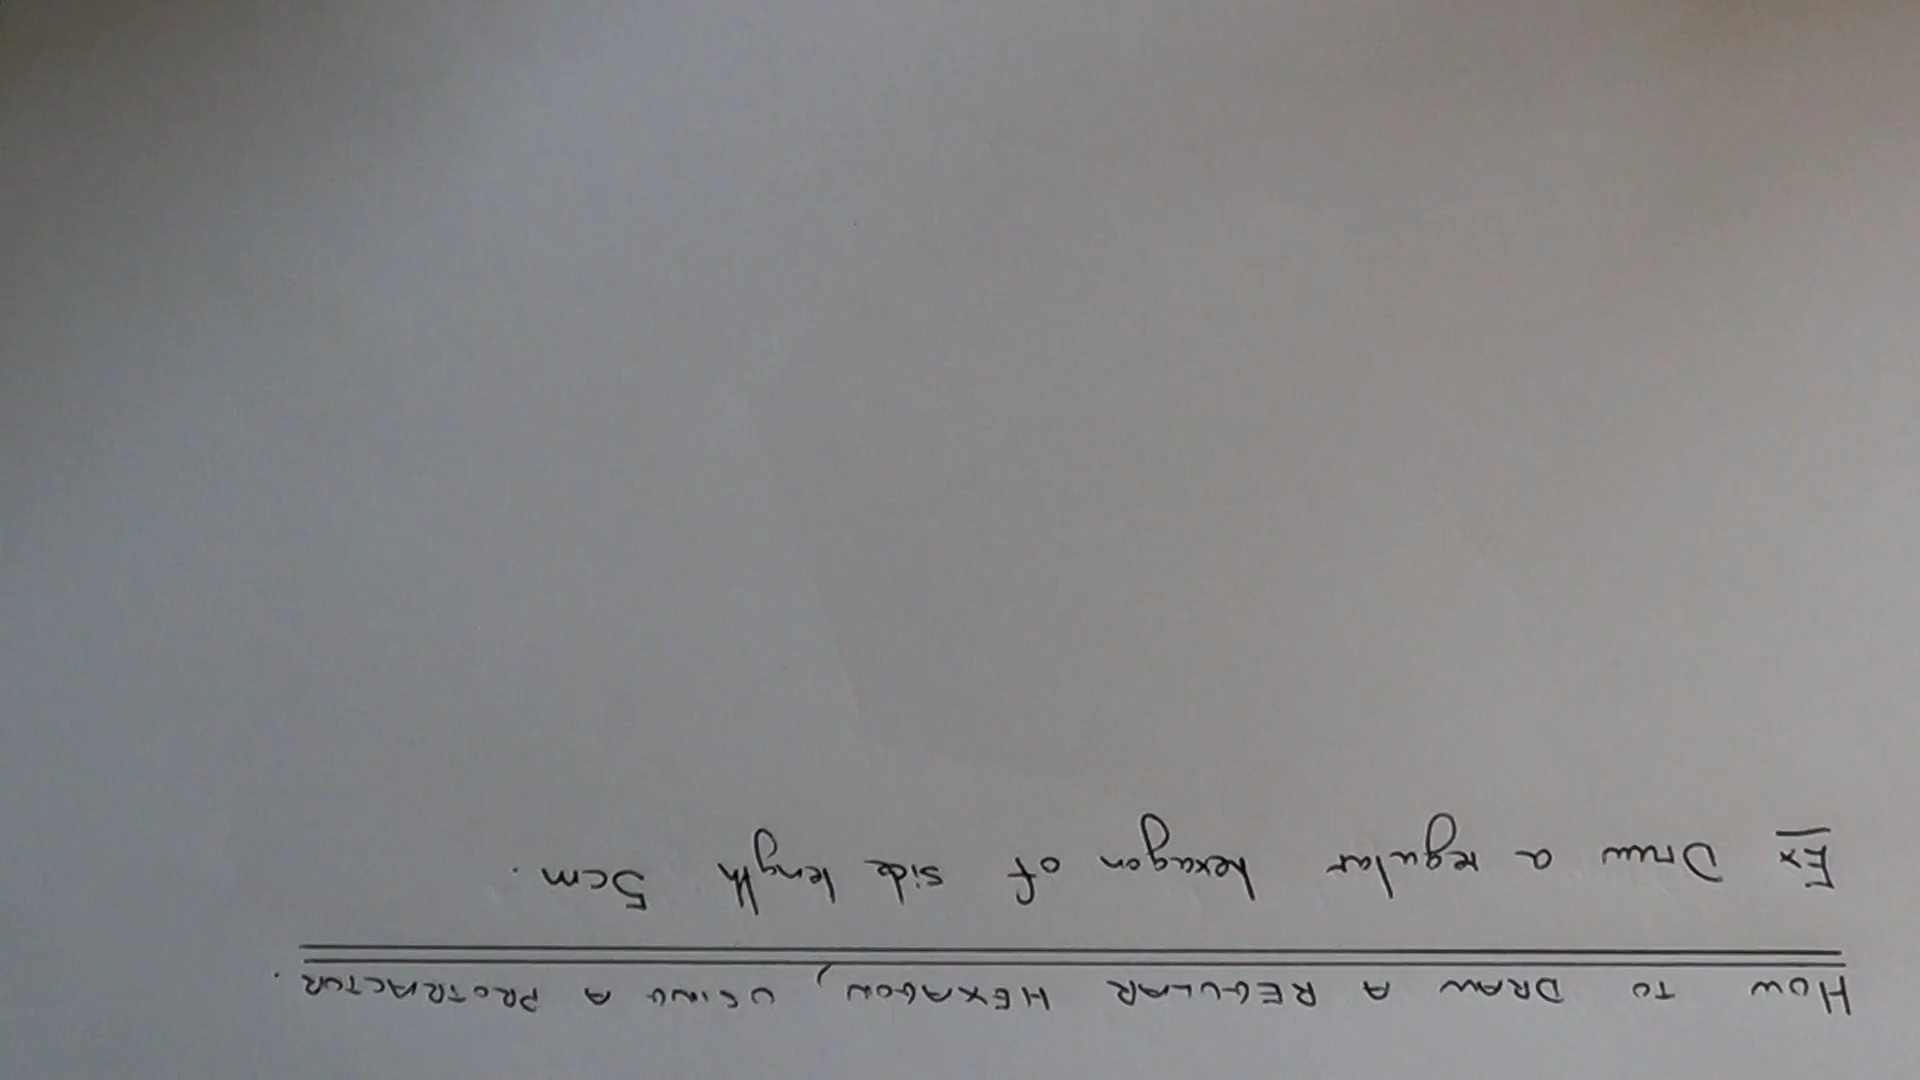 HOW TO DRAW A REGULAR HEXAGON, USING A PROTRACTOR.
Ex Draw a regular hexagon of side length 5cm.